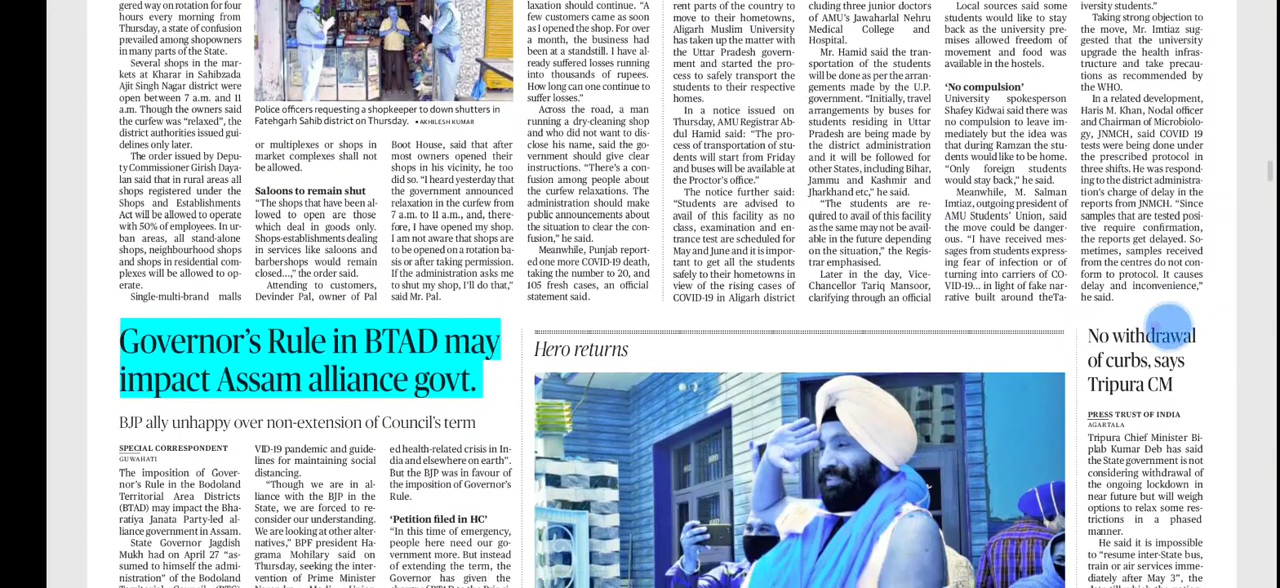 gered way on rotation for four
hours every morning from
Thursday, a state of confusion
prevailed among shopowners
in many parts of the State.
Several shops in the mar-
kets at Kharar in Sahibzada
Ajit Singh Nagar district were
open between 7 a.m. and 11
a.m. Though the owners said
the curfew was “relaxed”, the
district authorities issued gui-
delines only later.
The order issued by Depu-
ty Commissioner Girish Daya-
lan said that in rural areas all
shops registered under the
Shops and Establishments
Act will be allowed to operate
with 50% of employees. In ur-
ban areas, all stand-alone
shops, neighbourhood shops
and shops in residential com-
plexes will be allowed to op-
erate.
Single-multi-brand malls
Police officers requesting a shopkeeper to down shutters in
Fatehgarh Sahib district on Thursday. • AKHILESH KUMAR
or multiplexes or shops in
market complexes shall not
be allowed.
Saloons to remain shut
“The shops that have been al-
lowed to open are those
which deal in goods only.
Shops-establishments dealing
in services like saloons and
barbershops would remain
closed...,” the order said.
Attending to customers,
Devinder Pal, owner of Pal
Boot House, said that after
most owners opened their
shops in his vicinity, he too
did so. “I heard yesterday that
the government announced
relaxation in the curfew from
7 a.m. to 11 a.m., and, there-
fore, I have opened my shop.
I am not aware that shops are
to be opened on a rotation ba-
sis or after taking permission.
If the administration asks me
to shut my shop, I’ll do that,”
said Mr. Pal.
laxation should continue. “A
few customers came as soon
as I opened the shop. For over
a month, the business had
been at a standstill. I have al-
ready suffered losses running
into thousands of rupees.
How long can one continue to
suffer losses.”
Across the road, a man
running a dry-cleaning shop
and who did not want to dis-
close his name, said the go-
vernment should give clear
instructions. “There’s a con-
fusion among people about
the curfew relaxations. The
administration should make
public announcements about
the situation to clear the con-
fusion,” he said.
Meanwhile, Punjab report-
ed one more COVID-19 death,
taking the number to 20, and
105 fresh cases, an official
statement said.
rent parts of the country to
move to their hometowns,
Aligarh Muslim University
has taken up the matter with
the Uttar Pradesh govern-
ment and started the pro-
cess to safely transport the
students to their respective
homes.
In a notice issued on
Thursday, AMU Registrar Ab-
dul Hamid said: “The pro-
cess of transportation of stu-
dents will start from Friday
and buses will be available at
the Proctor’s office.”
The notice further said:
“Students are advised to
avail of this facility as no
class, examination and en-
trance test are scheduled for
May and June and it is impor-
tant to get all the students
safely to their hometowns in
view of the rising cases of
COVID-19 in Aligarh district
cluding three junior doctors
of AMU’s Jawaharlal Nehru
Medical College and
Hospital.
Mr. Hamid said the tran-
sportation of the students
will be done as per the arran-
gements made by the U.P.
government. “Initially, travel
arrangements by buses for
students residing in Uttar
Pradesh are being made by
the district administration
and it will be followed for
other States, including Bihar,
Jammu and Kashmir and
Jharkhand etc,” he said.
“The students are re-
quired to avail of this facility
as the same may not be avail-
able in the future depending
on the situation,” the Regis-
trar emphasised.
Later in the day, Vice-
Chancellor Tariq Mansoor,
clarifying through an official
Local sources said some
students would like to stay
back as the university pre-
mises allowed freedom of
movement and food was
available in the hostels.
‘No compulsion’
University spokesperson
Shafey Kidwai said there was
no compulsion to leave im-
mediately but the idea was
that during Ramzan the stu-
dents would like to be home.
“Only foreign students
would stay back,” he said.
Meanwhile, M. Salman
Imtiaz, outgoing president of
AMU Students’ Union, said
the move could be danger-
ous. “I have received mes-
sages from students express-
ing fear of infection or of
turning into carriers of CO-
VID-19... in light of fake nar-
rative built around theTa-
iversity students.”
Taking strong objection to
the move, Mr. Imtiaz sug-
gested that the university
upgrade the health infras-
tructure and take precau-
tions as recommended by
the WHO.
In a related development,
Haris M. Khan, Nodal officer
and Chairman of Microbiolo-
gy, JNMCH, said COVID 19
tests were being done under
the prescribed protocol in
three shifts. He was respond-
ing to the district administra-
tion’s charge of delay in the
reports from JNMCH. “Since
samples that are tested posi-
tive require confirmation,
the reports get delayed. So-
metimes, samples received
from the centres do not con-
form to protocol. It causes
delay and inconvenience,”
he said.
Governor’s Rule in BTAD may
impact Assam alliance govt.
BJP ally unhappy over non-extension of Council’s term
SPECIAL CORRESPONDENT
GUWAHATI
The imposition of Gover-
nor’s Rule in the Bodoland
Territorial Area Districts
(BTAD) may impact the Bha-
ratiya Janata Party-led al-
liance government in Assam.
State Governor Jagdish
Mukh had on April 27 “as-
sumed to himself the admi-
nistration” of the Bodoland
VID-19 pandemic and guide-
lines for maintaining social
distancing.
“Though we are in al-
liance with the BJP in the
State, we are forced to re-
consider our understanding.
We are looking at other alter-
natives,” BPF president Ha-
grama Mohilary said on
Thursday, seeking the inter-
vention of Prime Minister
ed health-related crisis in In-
dia and elsewhere on earth”.
But the BJP was in favour of
the imposition of Governor’s
Rule.
‘Petition filed in HC’
“In this time of emergency,
people here need our go-
vernment more. But instead
of extending the term, the
Governor has given the
Hero returns
No withdrawal
of curbs, says
Tripura CM
PRESS TRUST OF INDIA
AGARTALA
Tripura Chief Minister Bi-
plab Kumar Deb has said
the State government is not
considering withdrawal of
the ongoing lockdown in
near future but will weigh
options to relax some res-
trictions in a phased
manner.
He said it is impossible
to “resume inter-State bus,
train or air services imme-
diately after May 3”, the